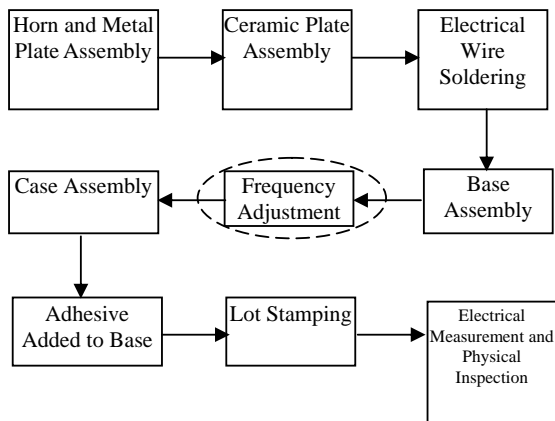 Horn and Metal
Plate Assembly
Ceramic Plate
Assembly
Electrical
Wire
Soldering
Case Assembly
Frequency
Adjustment
Base
Assembly
Adhesive
Added to Base
Lot Stamping
Electrical
Measurement and
Physical
Inspection